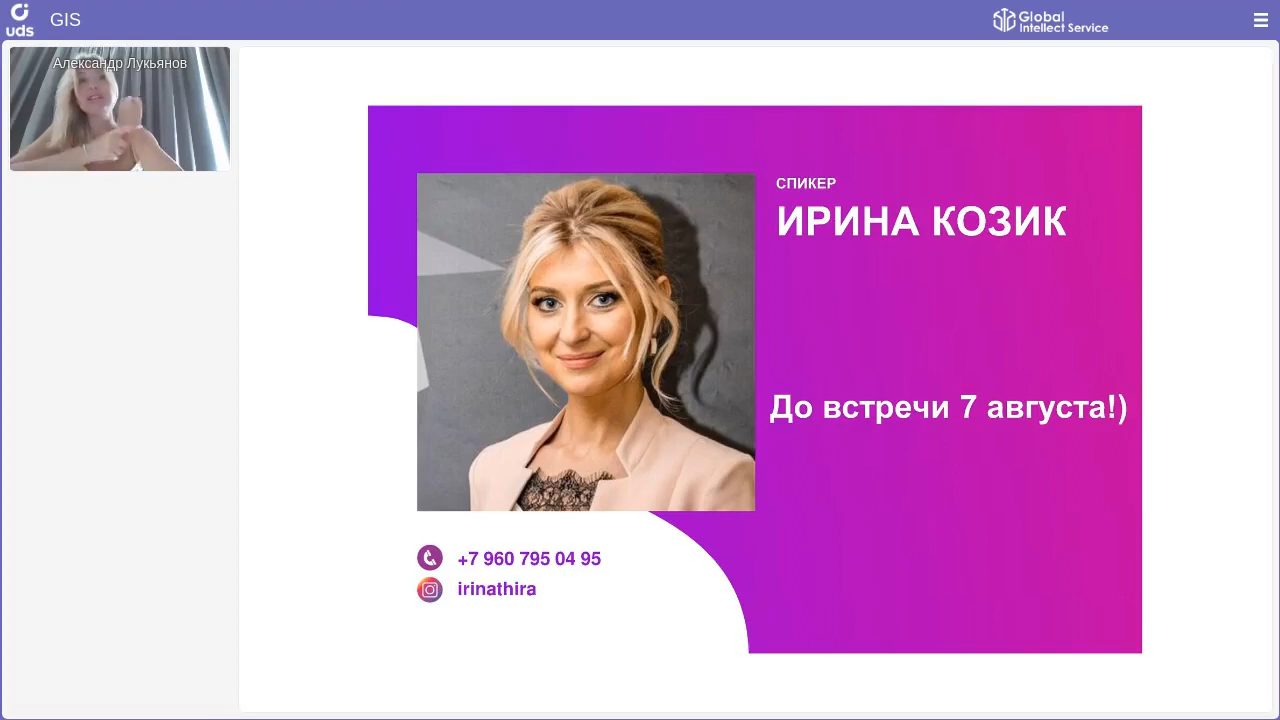 uds
GIS
Global
Intellect Service
Александр Лукьянов
СПИКЕР
ИРИНА КОЗИК
До встречи 7 августа!)
+7 960 795 04 95
irinathira